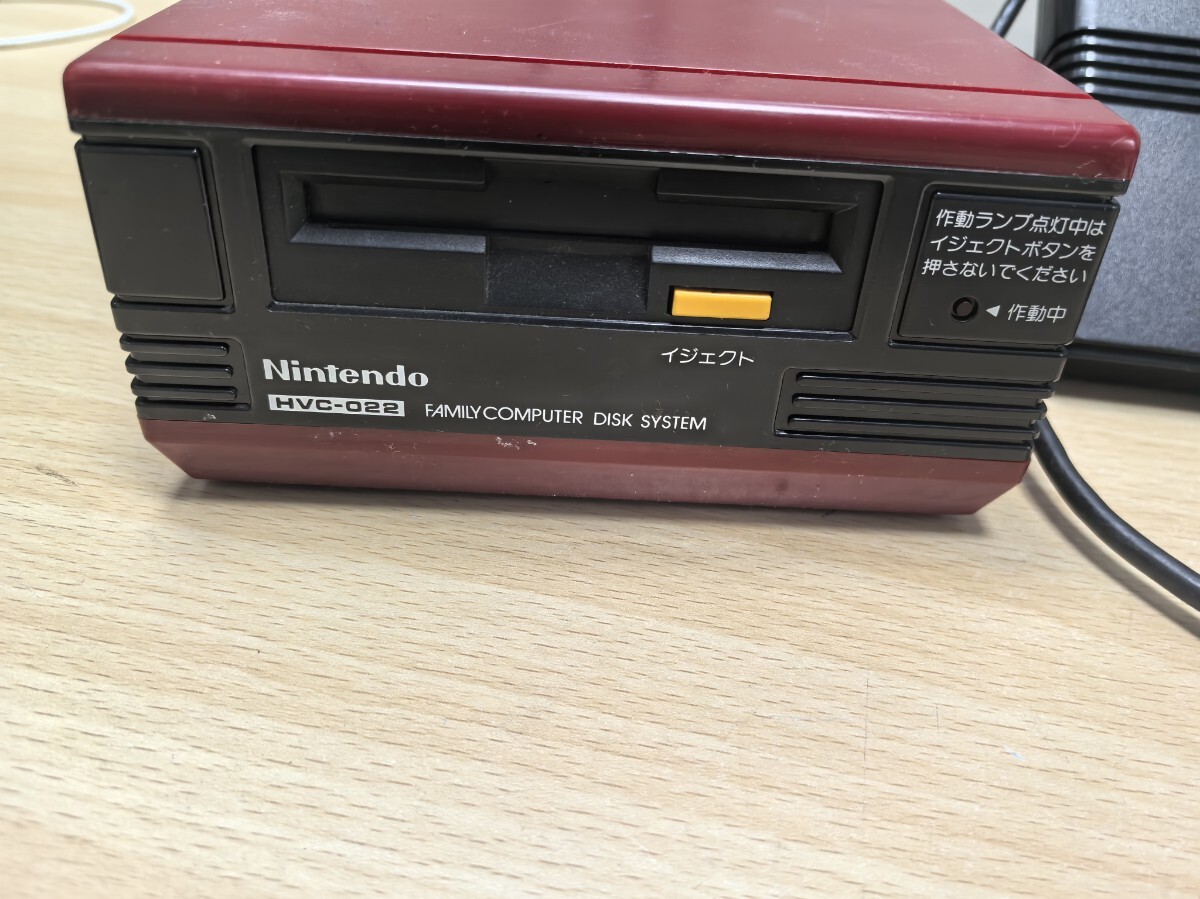 作動ランプ点灯中は
イジェクトボタンを
押さないでください
◀ 作動中
イジェクト
Nintendo
HVC-022 FAMILY COMPUTER DISK SYSTEM